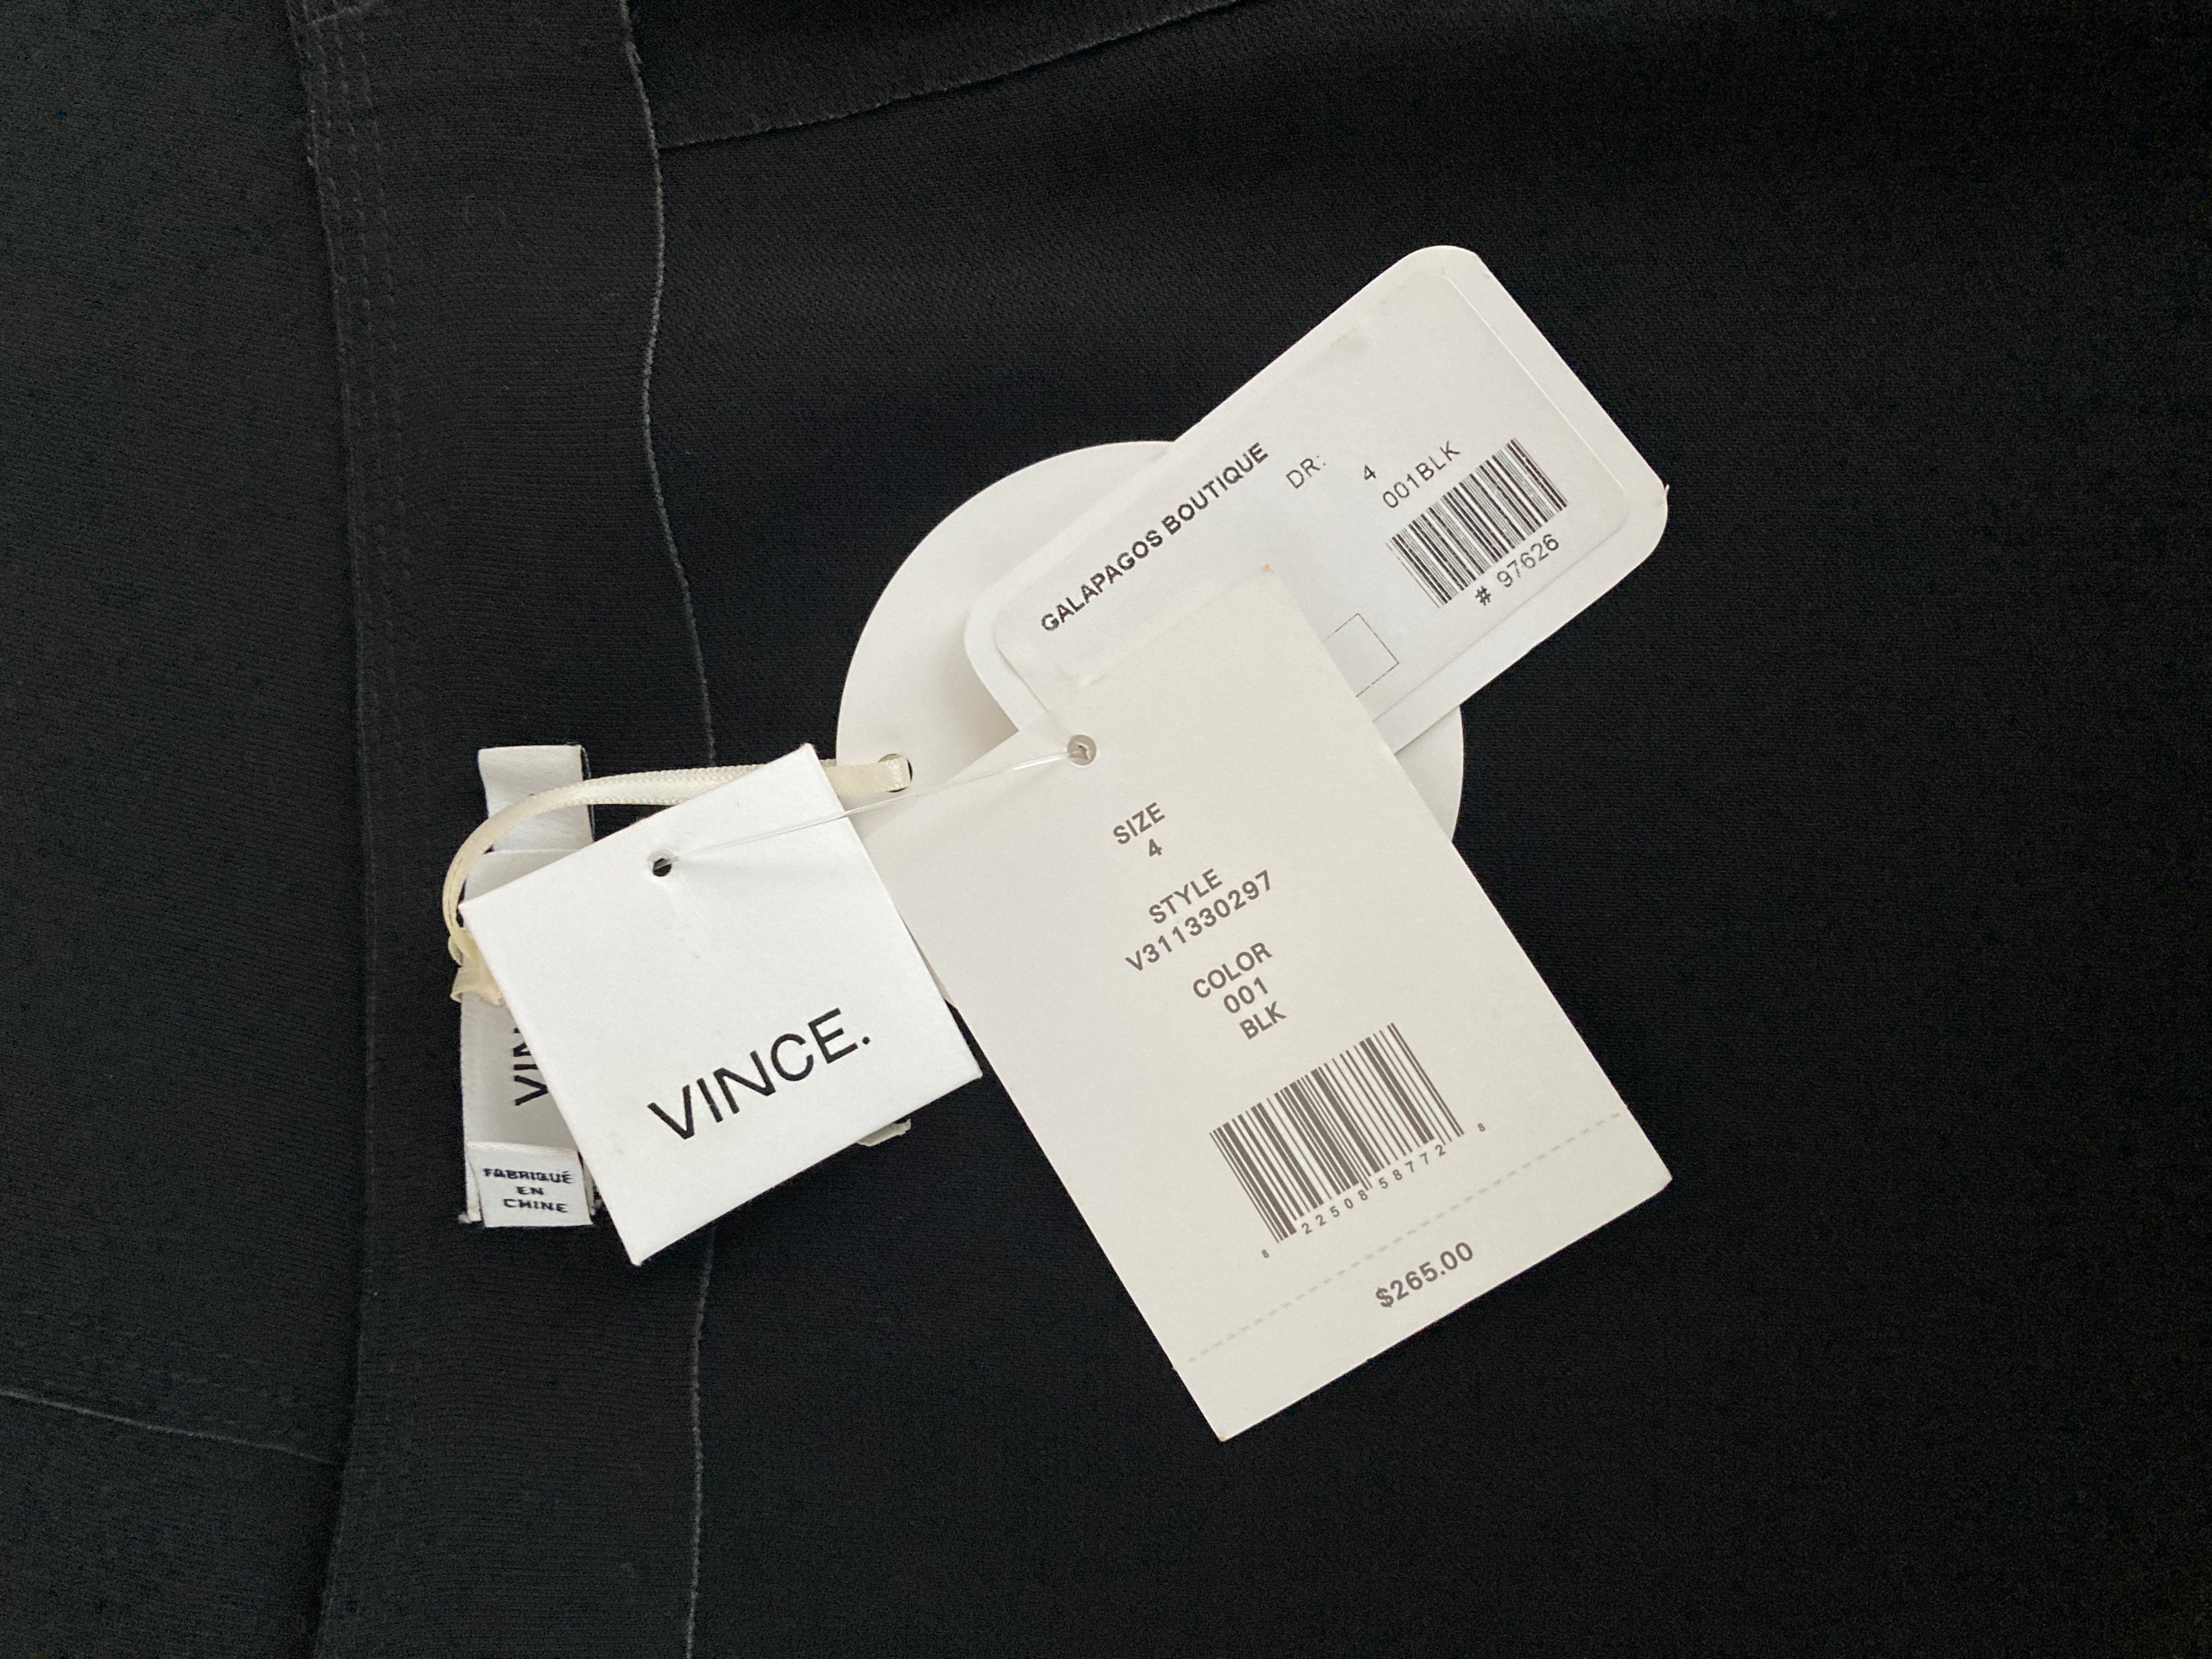 GALAPAGOS BOUTIQUE
DR:
4
001BLK
# 97626
SIZE
4
STYLE
V311330297
COLOR
001
BLK
8 22508 58772 8
$265.00
VINCE.
VIN
FABRIQUÉ
EN
CHINE